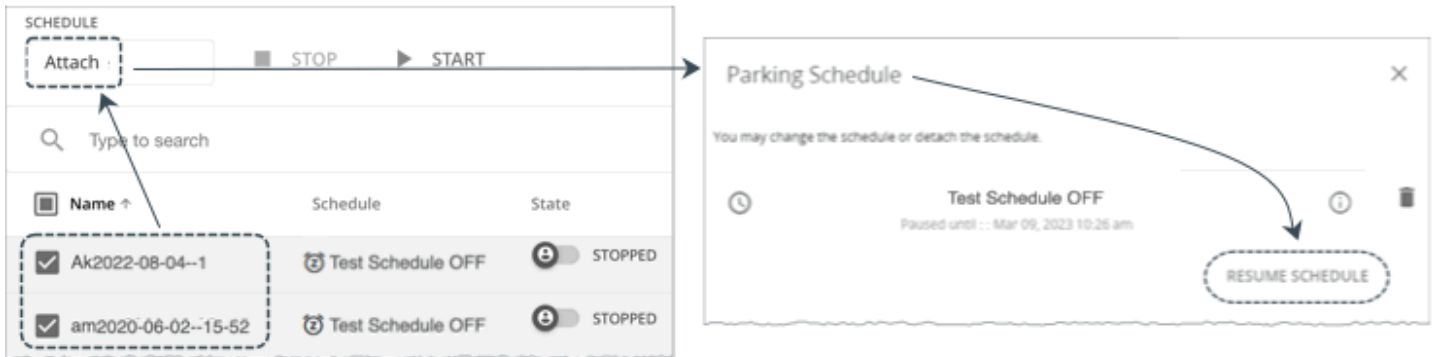 SCHEDULE
Attach
STOP
START
Type to search
Name ↑ Schedule State
Ak2022-08-04--1 Test Schedule OFF STOPPED
am2020-06-02--15-52 Test Schedule OFF STOPPED
Parking Schedule
You may change the schedule or detach the schedule.
Test Schedule OFF
Paused until : : Mar 09, 2023 10:26 am
RESUME SCHEDULE